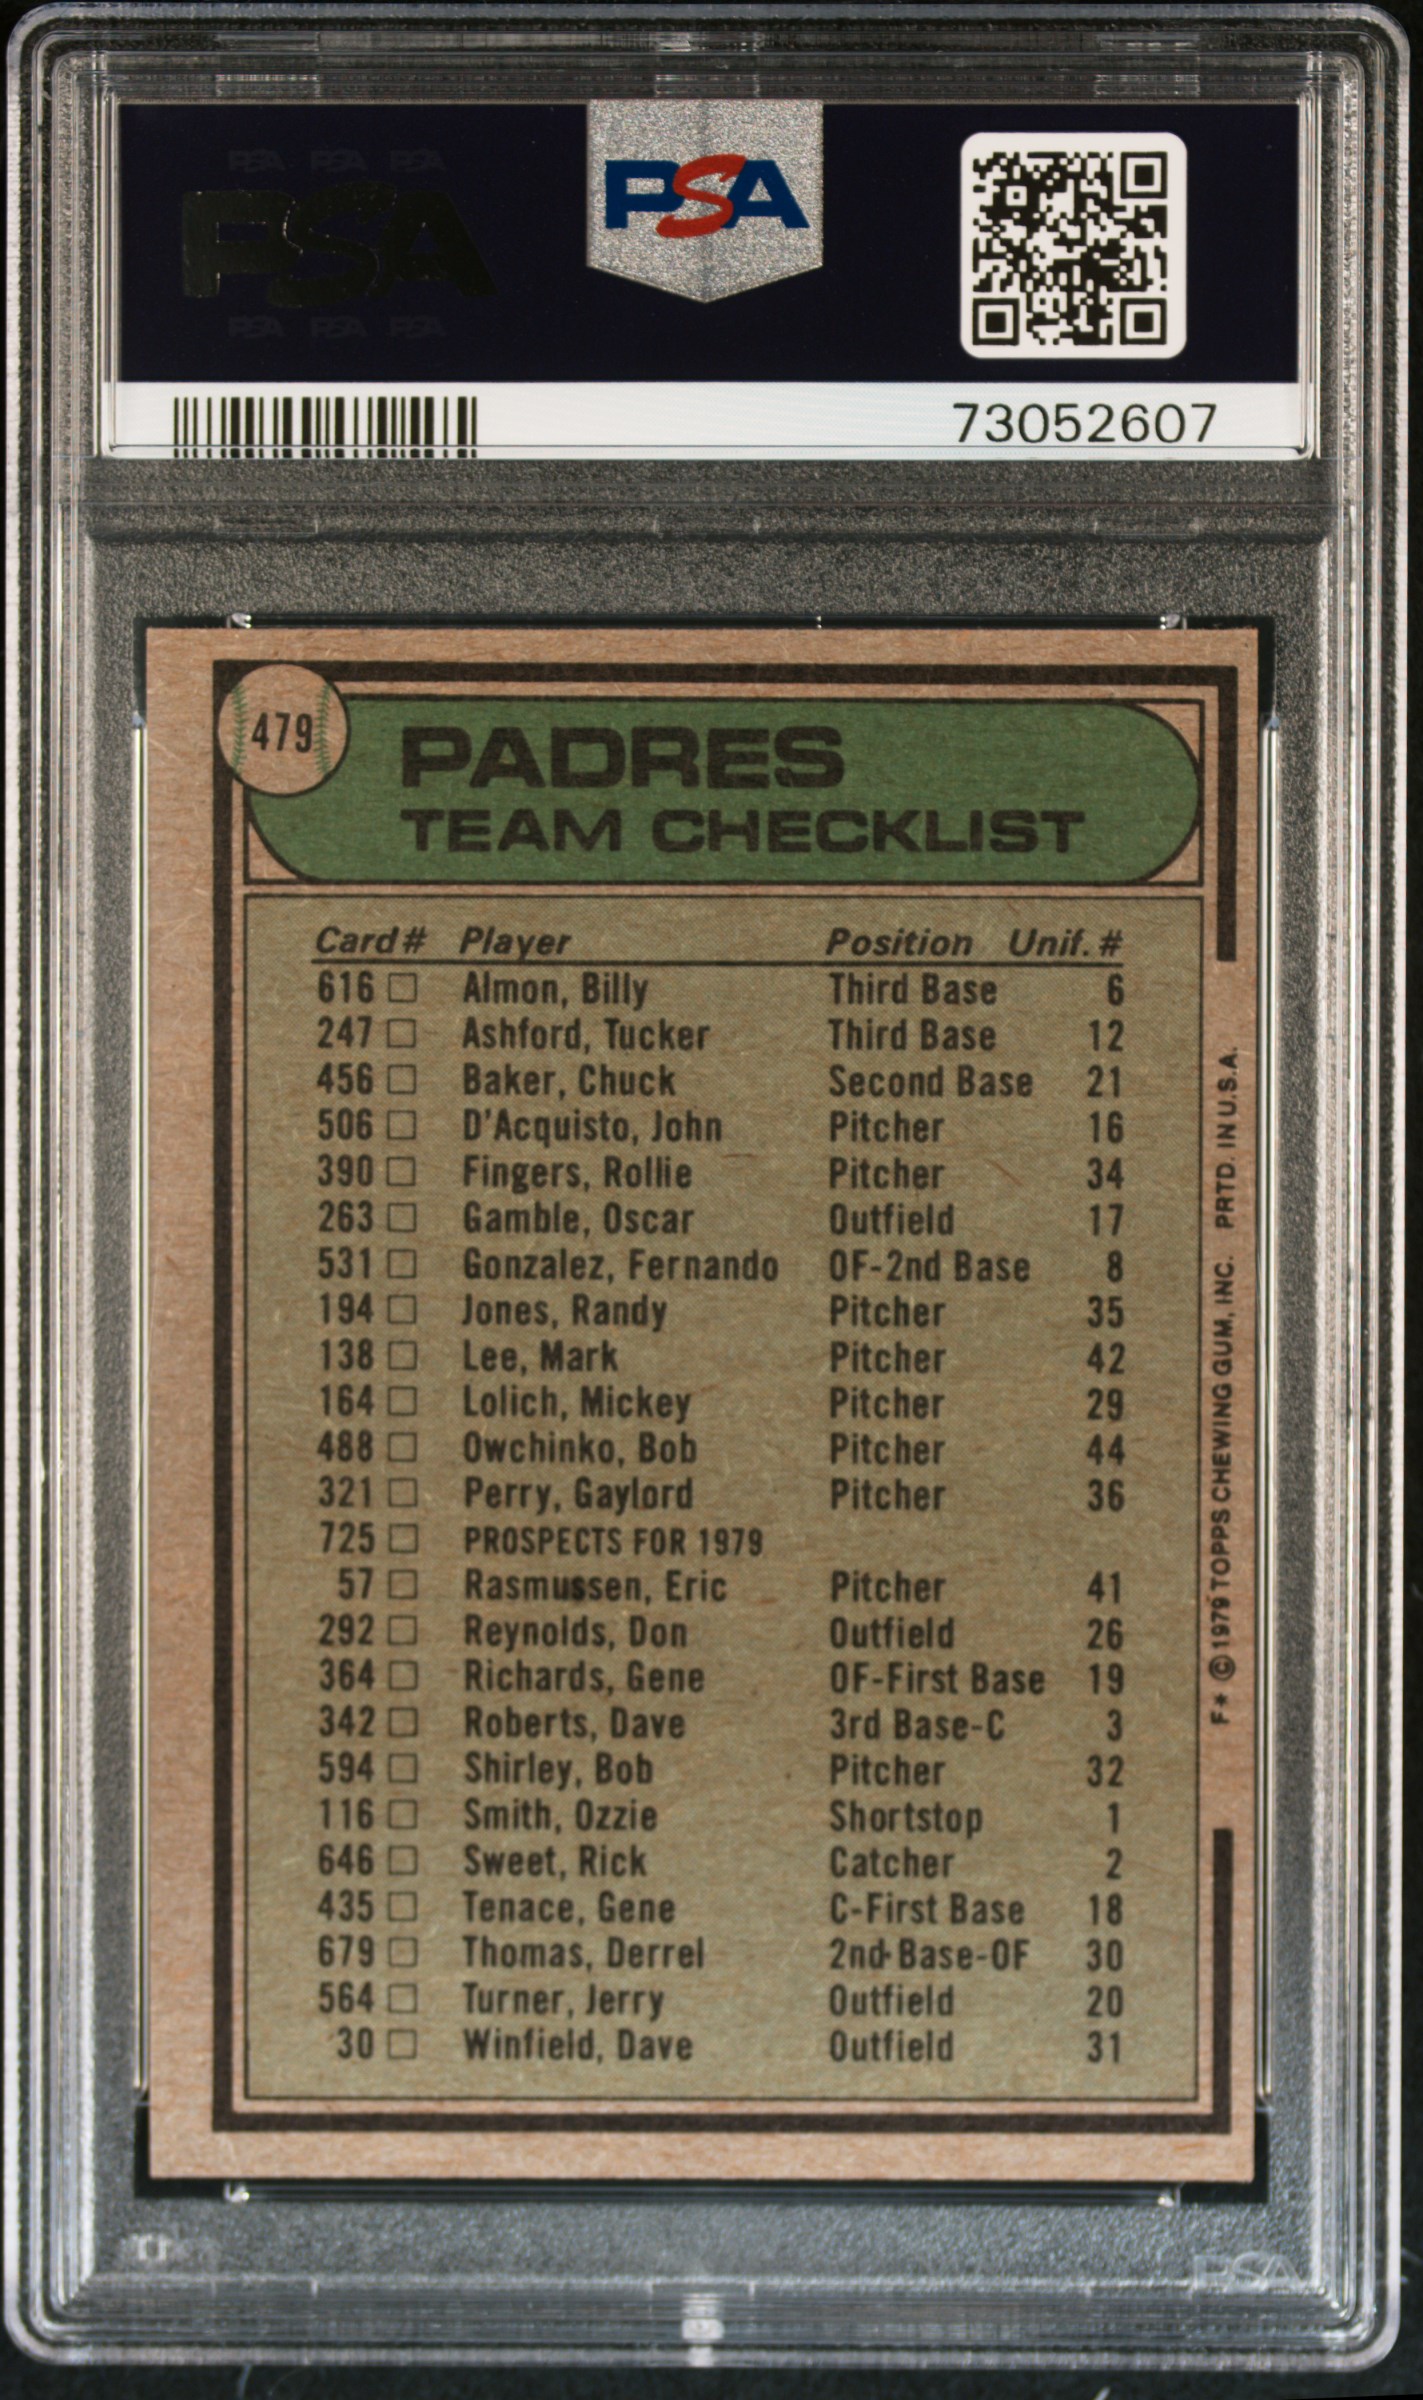 PSA PSA PSA
PSA
PSA PSA PSA
PSA
73052607
479
PADRES
TEAM CHECKLIST
Card # Player Position Unif. #
616 □ Almon, Billy Third Base 6
247 □ Ashford, Tucker Third Base 12
456 □ Baker, Chuck Second Base 21
506 □ D'Acquisto, John Pitcher 16
390 □ Fingers, Rollie Pitcher 34
263 □ Gamble, Oscar Outfield 17
531 □ Gonzalez, Fernando OF-2nd Base 8
194 □ Jones, Randy Pitcher 35
138 □ Lee, Mark Pitcher 42
164 □ Lolich, Mickey Pitcher 29
488 □ Owchinko, Bob Pitcher 44
321 □ Perry, Gaylord Pitcher 36
725 □ PROSPECTS FOR 1979
57 □ Rasmussen, Eric Pitcher 41
292 □ Reynolds, Don Outfield 26
364 □ Richards, Gene OF-First Base 19
342 □ Roberts, Dave 3rd Base-C 3
594 □ Shirley, Bob Pitcher 32
116 □ Smith, Ozzie Shortstop 1
646 □ Sweet, Rick Catcher 2
435 □ Tenace, Gene C-First Base 18
679 □ Thomas, Derrel 2nd Base-OF 30
564 □ Turner, Jerry Outfield 20
30 □ Winfield, Dave Outfield 31
F* © 1979 TOPPS CHEWING GUM, INC. PRTD. IN U.S.A.
PSA